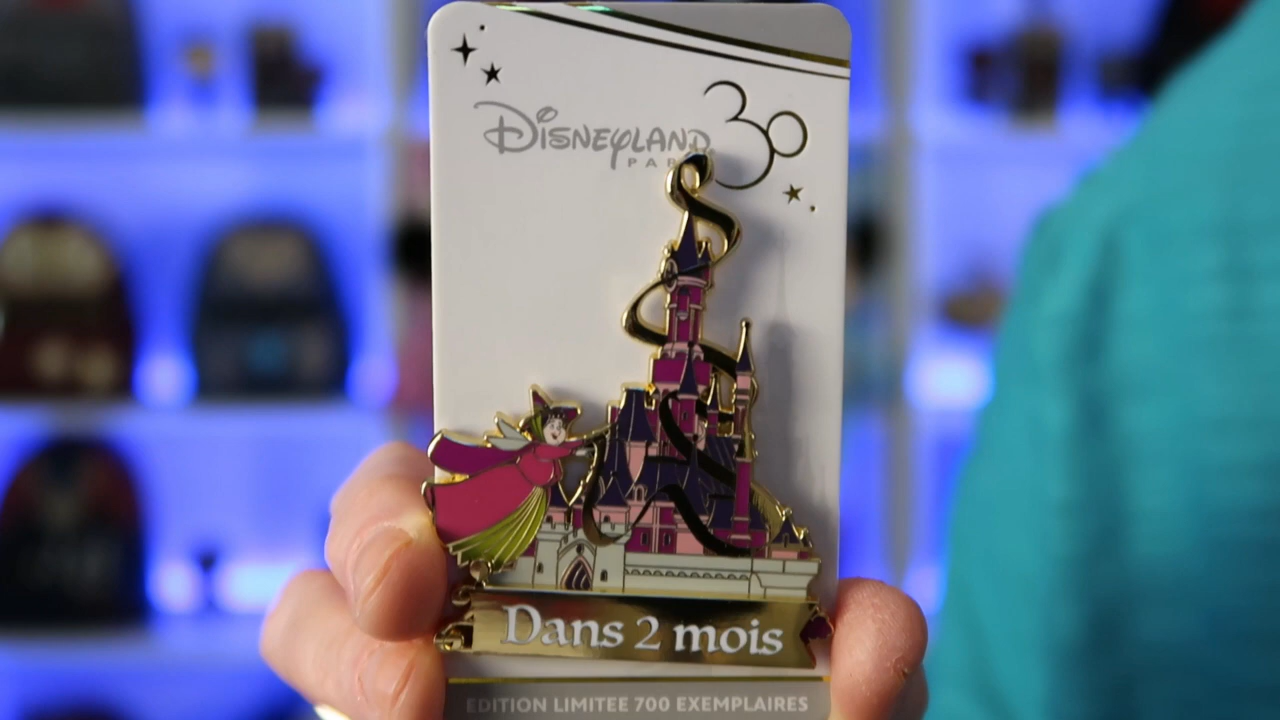 Disneyland
PARIS
30
Dans 2 mois
EDITION LIMITEE 700 EXEMPLAIRES